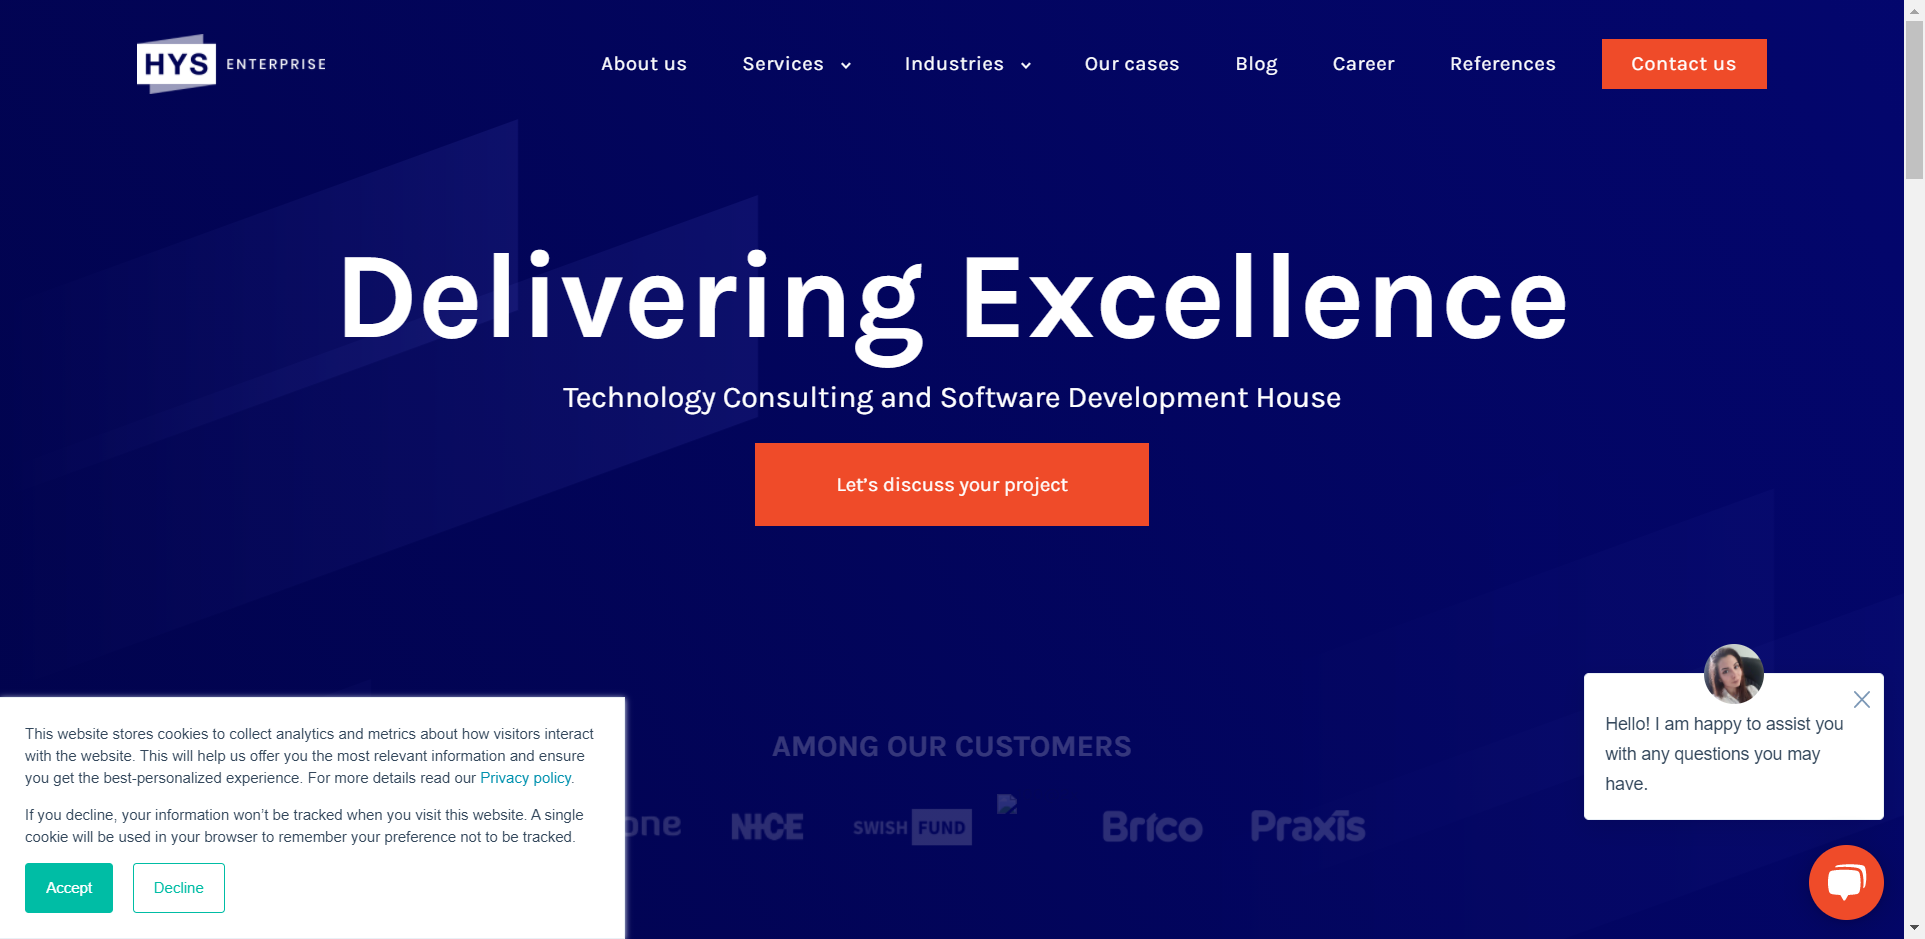 HYS ENTERPRISE
About us
Services
Industries
Our cases
Blog
Career
References
Contact us
Delivering Excellence
Technology Consulting and Software Development House
Let's discuss your project
AMONG OUR CUSTOMERS
one
NICE
SWISH FUND
Brico
Praxis
This website stores cookies to collect analytics and metrics about how visitors interact
with the website. This will help us offer you the most relevant information and ensure
you get the best-personalized experience. For more details read our Privacy policy.
If you decline, your information won’t be tracked when you visit this website. A single
cookie will be used in your browser to remember your preference not to be tracked.
Accept
Decline
Hello! I am happy to assist you
with any questions you may
have.